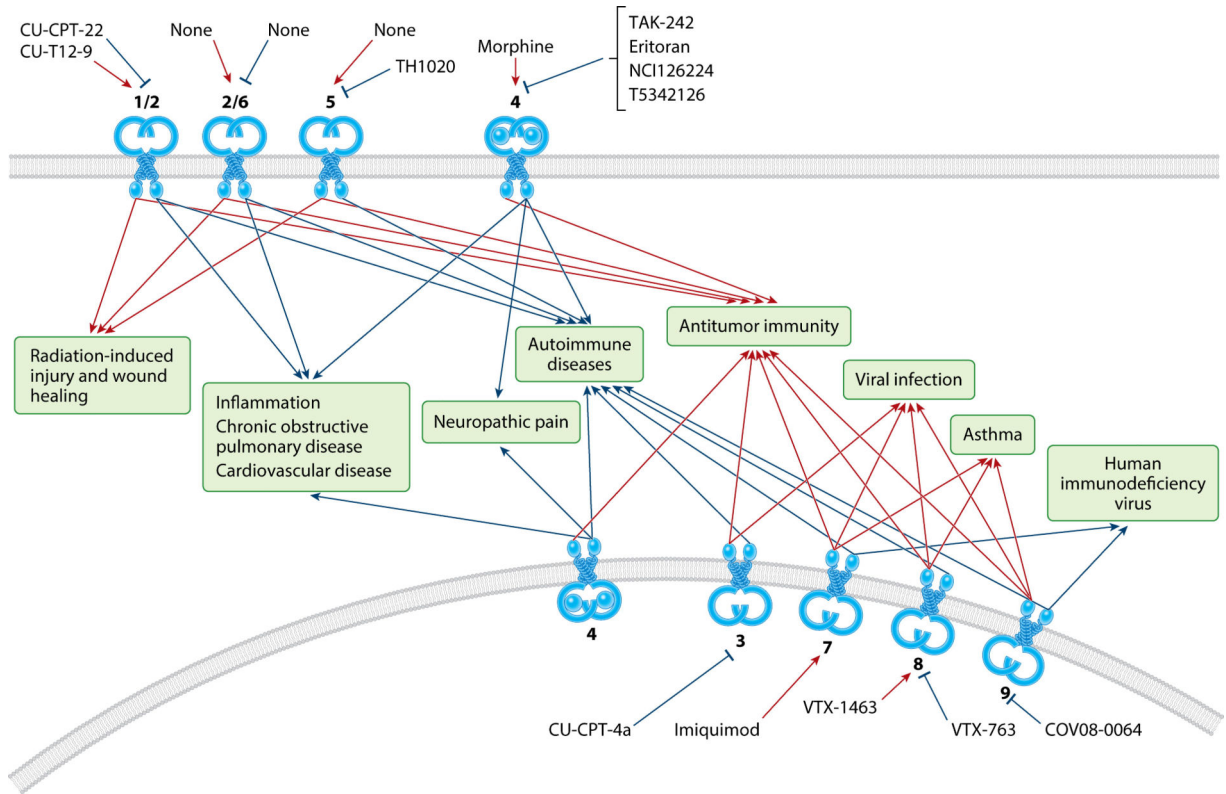 CU-CPT-22
CU-T12-9
None
None
None
TH1020
Morphine
TAK-242
Eritoran
NCI126224
T5342126
1/2
2/6
5
4
Radiation-induced
injury and wound
healing
Inflammation
Chronic obstructive
pulmonary disease
Cardiovascular disease
Neuropathic pain
Autoimmune
diseases
Antitumor immunity
Viral infection
Asthma
Human
immunodeficiency
virus
4
3
7
8
9
CU-CPT-4a
Imiquimod
VTX-1463
VTX-763
COV08-0064